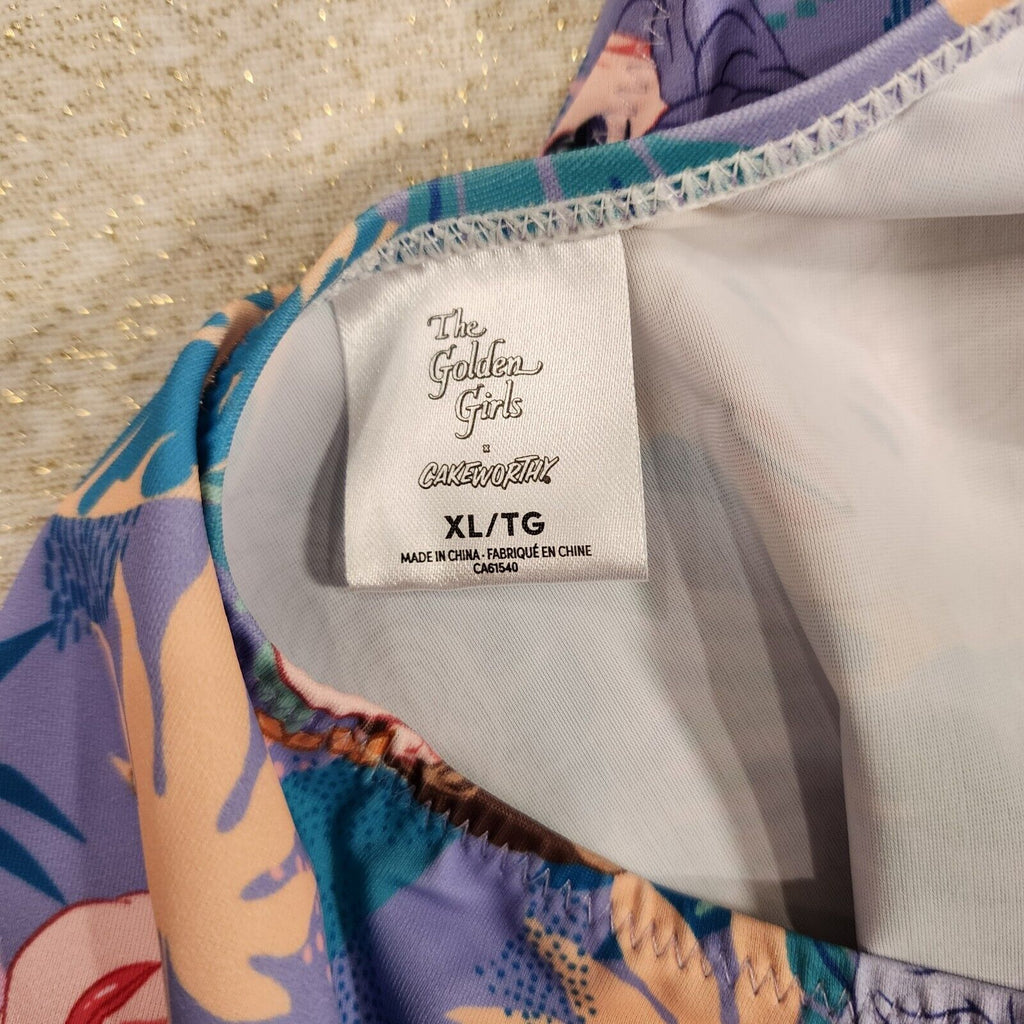 The
Golden
Girls
x
CAKEWORTHY
XL/TG
MADE IN CHINA - FABRIQUÉ EN CHINE
CA61540